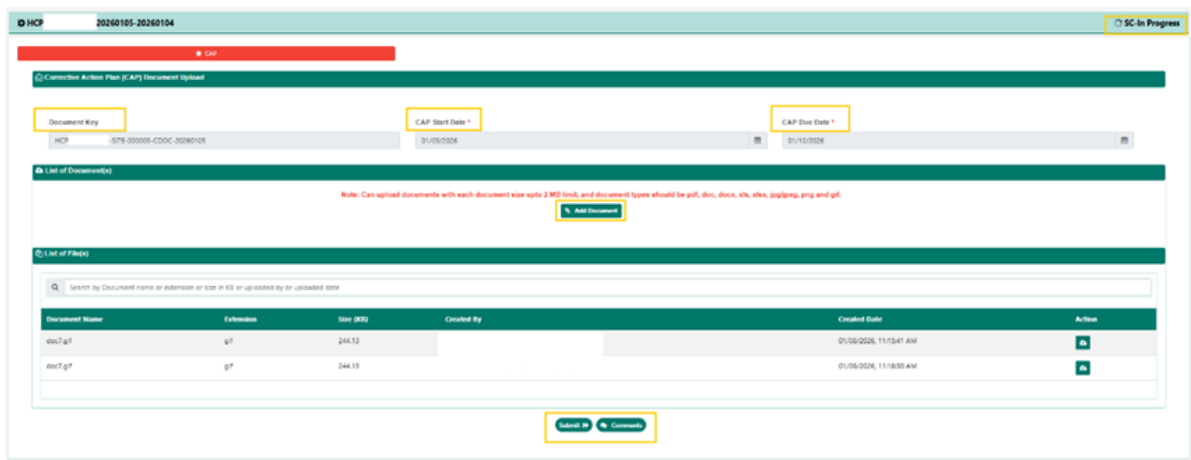 HCP 20260105-20260104
SC-In Progress
CAP
Corrective Action Plan (CAP) Document Upload
Document Key
CAP Start Date *
CAP Due Date *
HCP -SITE-000005-CDOC-20260105
01/05/2026
01/10/2026
List of Document(s)
Note: Can upload documents with each document size upto 2 MB limit, and document types should be pdf, doc, docx, xls, xlsx, jpg/jpeg, png and gif.
Add Document
List of File(s)
Search by Document name or extension or size in KB or uploaded by or uploaded date
Document Name Extension Size (KB) Created By Created Date Action
doc7.gif gif 244.13 01/08/2026, 11:15:41 AM
doc7.gif gif 244.13 01/08/2026, 11:18:30 AM
Submit Comments